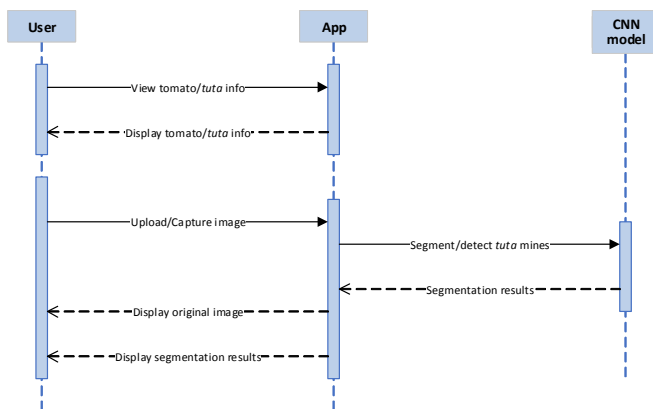 User
App
CNN
model
View tomato/tuta info
Display tomato/tuta info
Upload/Capture image
Segment/detect tuta mines
Segmentation results
Display original image
Display segmentation results